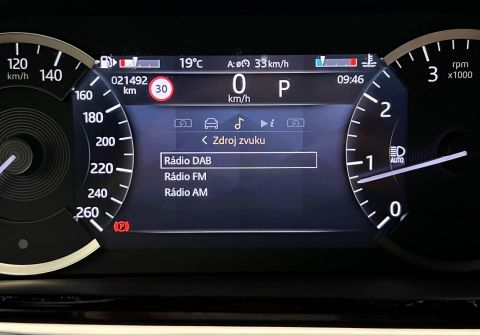 19°C A: 33 km/h
021492 km 30 0 km/h P 09:46
120 km/h 140
160
180
200
220
240
260
Zdroj zvuku
Rádio DAB
Rádio FM
Rádio AM
i
P
3 rpm x1000
2
1
AUTO
0